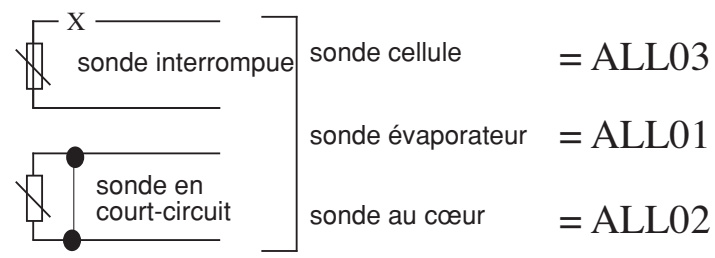 X
sonde interrompue
sonde cellule = ALL03
sonde évaporateur = ALL01
sonde en
court-circuit
sonde au cœur = ALL02